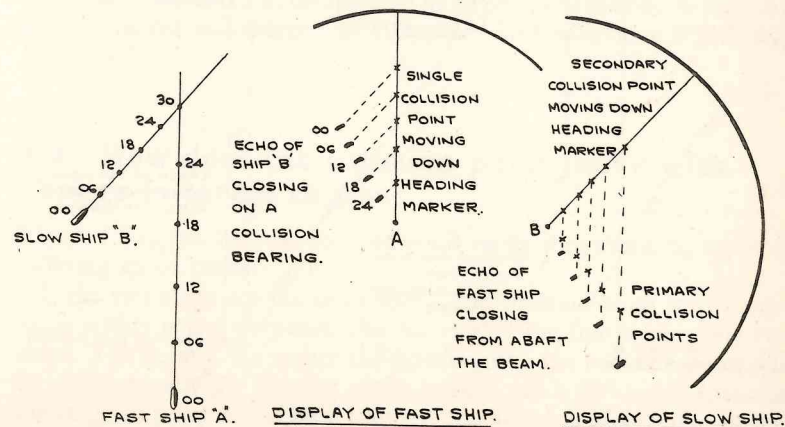 30
24
18
12
06
00
SLOW SHIP "B".
24
18
12
06
00
FAST SHIP "A".
ECHO OF
SHIP 'B'
CLOSING
ON A
COLLISION
BEARING.
00
06
12
18
24
SINGLE
COLLISION
POINT
MOVING
DOWN
HEADING
MARKER.
A
DISPLAY OF FAST SHIP.
SECONDARY
COLLISION POINT
MOVING DOWN
HEADING
MARKER
B
ECHO OF
FAST SHIP
CLOSING
FROM ABAFT
THE BEAM.
PRIMARY
COLLISION
POINTS
DISPLAY OF SLOW SHIP.